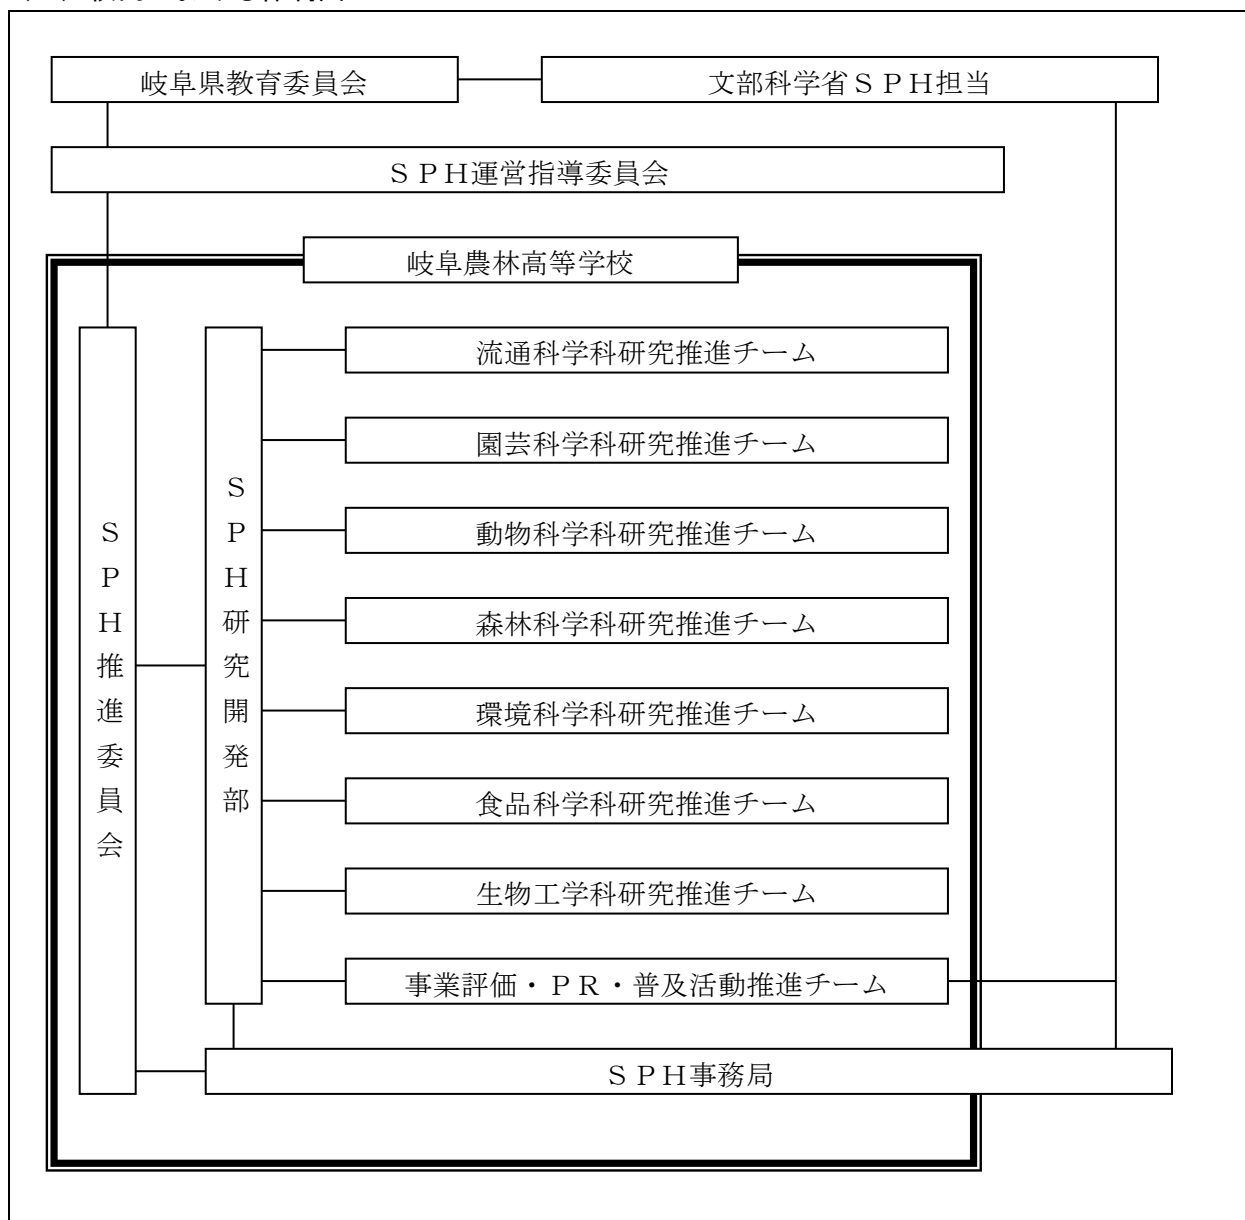 岐阜県教育委員会
文部科学省ＳＰＨ担当
ＳＰＨ運営指導委員会
岐阜農林高等学校
ＳＰＨ推進委員会
ＳＰＨ研究開発部
流通科学科研究推進チーム
園芸科学科研究推進チーム
動物科学科研究推進チーム
森林科学科研究推進チーム
環境科学科研究推進チーム
食品科学科研究推進チーム
生物工学科研究推進チーム
事業評価・ＰＲ・普及活動推進チーム
ＳＰＨ事務局